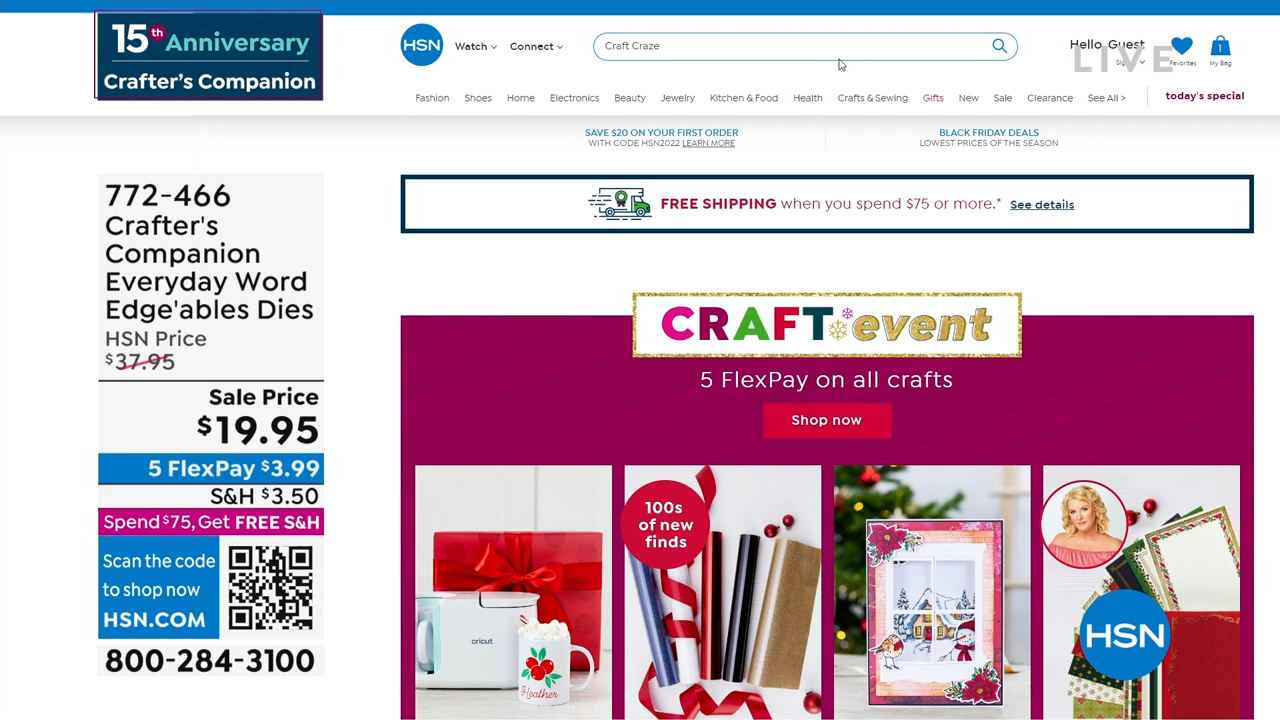 15th Anniversary
Crafter's Companion
772-466
Crafter's
Companion
Everyday Word
Edge'ables Dies
HSN Price
$37.95
Sale Price
$19.95
5 FlexPay $3.99
S&H $3.50
Spend $75, Get FREE S&H
Scan the code
to shop now
HSN.COM
800-284-3100
HSN
Watch
Connect
Craft Craze
Hello, Guest
LIVE
Favorites
1
My Bag
Fashion Shoes Home Electronics Beauty Jewelry Kitchen & Food Health Crafts & Sewing Gifts New Sale Clearance See All >
today's special
SAVE $20 ON YOUR FIRST ORDER
WITH CODE HSN2022 LEARN MORE
BLACK FRIDAY DEALS
LOWEST PRICES OF THE SEASON
FREE SHIPPING when you spend $75 or more.* See details
CRAFT event
5 FlexPay on all crafts
Shop now
cricut
Heather
100s
of new
finds
HSN